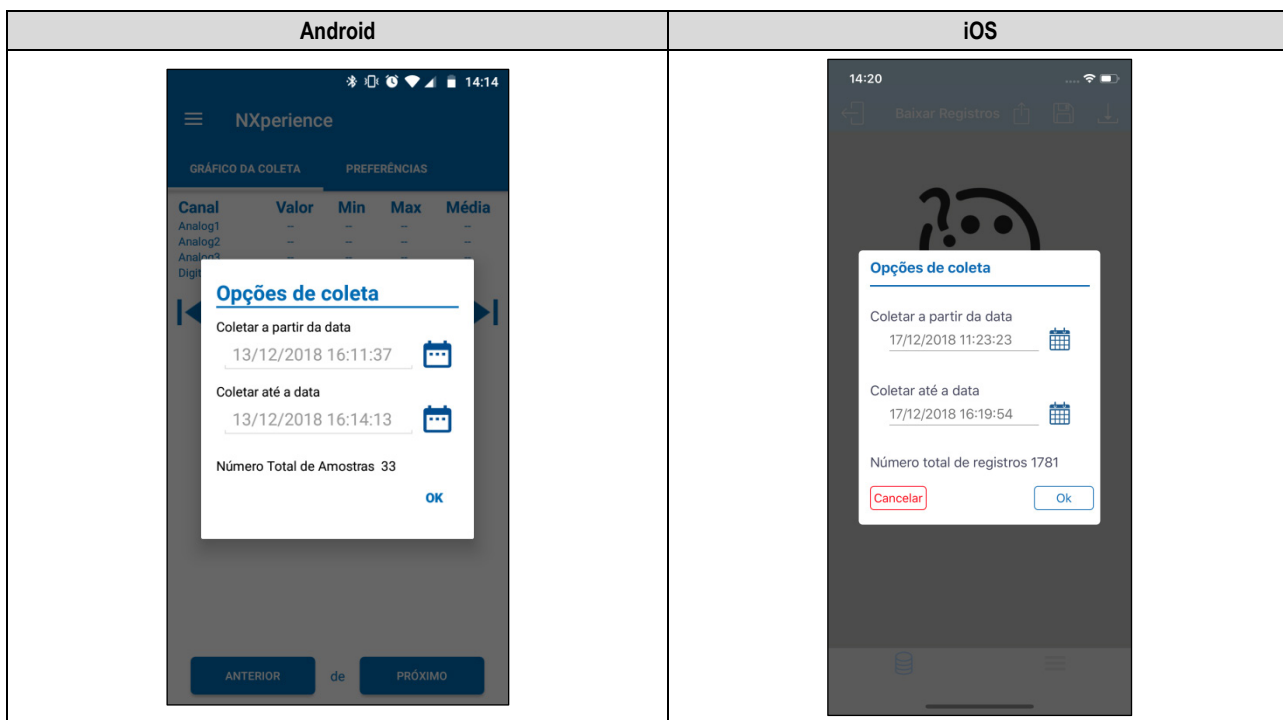 Android
iOS
14:14
NXperience
GRÁFICO DA COLETA PREFERÊNCIAS
Canal Valor Min Max Média
Analog1 -- -- -- --
Analog2 -- -- -- --
Analog3 -- -- -- --
Digit
Opções de coleta
Coletar a partir da data
13/12/2018 16:11:37
Coletar até a data
13/12/2018 16:14:13
Número Total de Amostras 33
OK
ANTERIOR de PRÓXIMO
14:20
Baixar Registros
Opções de coleta
Coletar a partir da data
17/12/2018 11:23:23
Coletar até a data
17/12/2018 16:19:54
Número total de registros 1781
Cancelar Ok